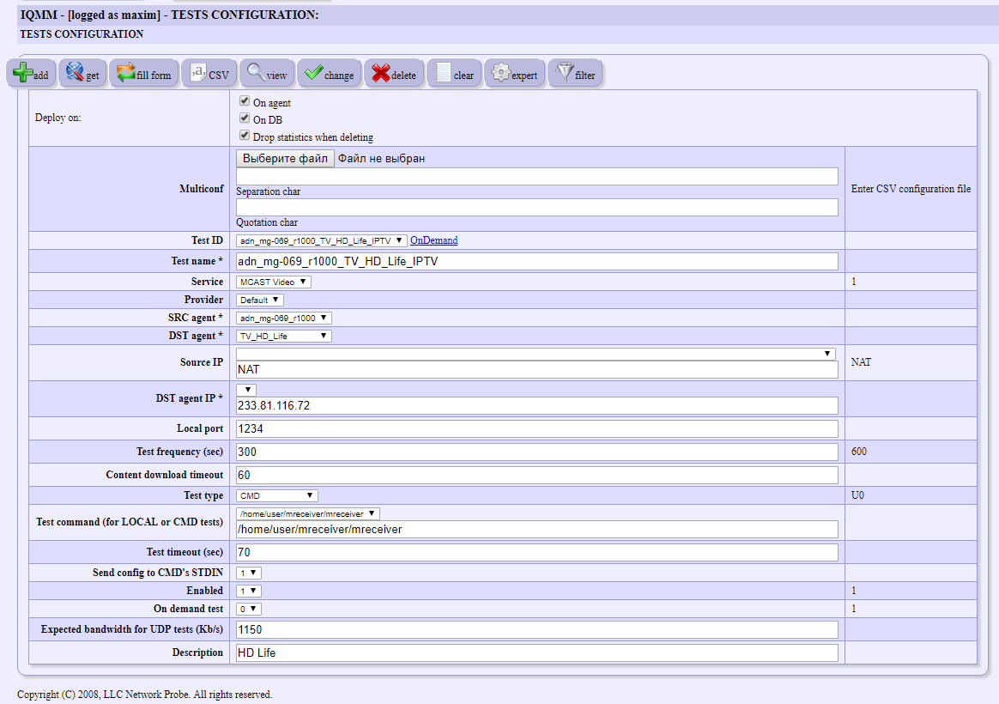 IQMM - [logged as maxim] - TESTS CONFIGURATION:
TESTS CONFIGURATION
add get fill form CSV view change delete clear expert filter
Deploy on:
On agent
On DB
Drop statistics when deleting
Multiconf
Выберите файл Файл не выбран
Separation char
Quotation char
Enter CSV configuration file
Test ID adn_mg-069_r1000_TV_HD_Life_IPTV OnDemand
Test name * adn_mg-069_r1000_TV_HD_Life_IPTV
Service MCAST Video 1
Provider Default
SRC agent * adn_mg-069_r1000
DST agent * TV_HD_Life
Source IP NAT NAT
DST agent IP * 233.81.116.72
Local port 1234
Test frequency (sec) 300 600
Content download timeout 60
Test type CMD U0
Test command (for LOCAL or CMD tests) /home/user/mreceiver/mreceiver
/home/user/mreceiver/mreceiver
Test timeout (sec) 70
Send config to CMD's STDIN 1
Enabled 1 1
On demand test 0 1
Expected bandwidth for UDP tests (Kb/s) 1150
Description HD Life
Copyright (C) 2008, LLC Network Probe. All rights reserved.